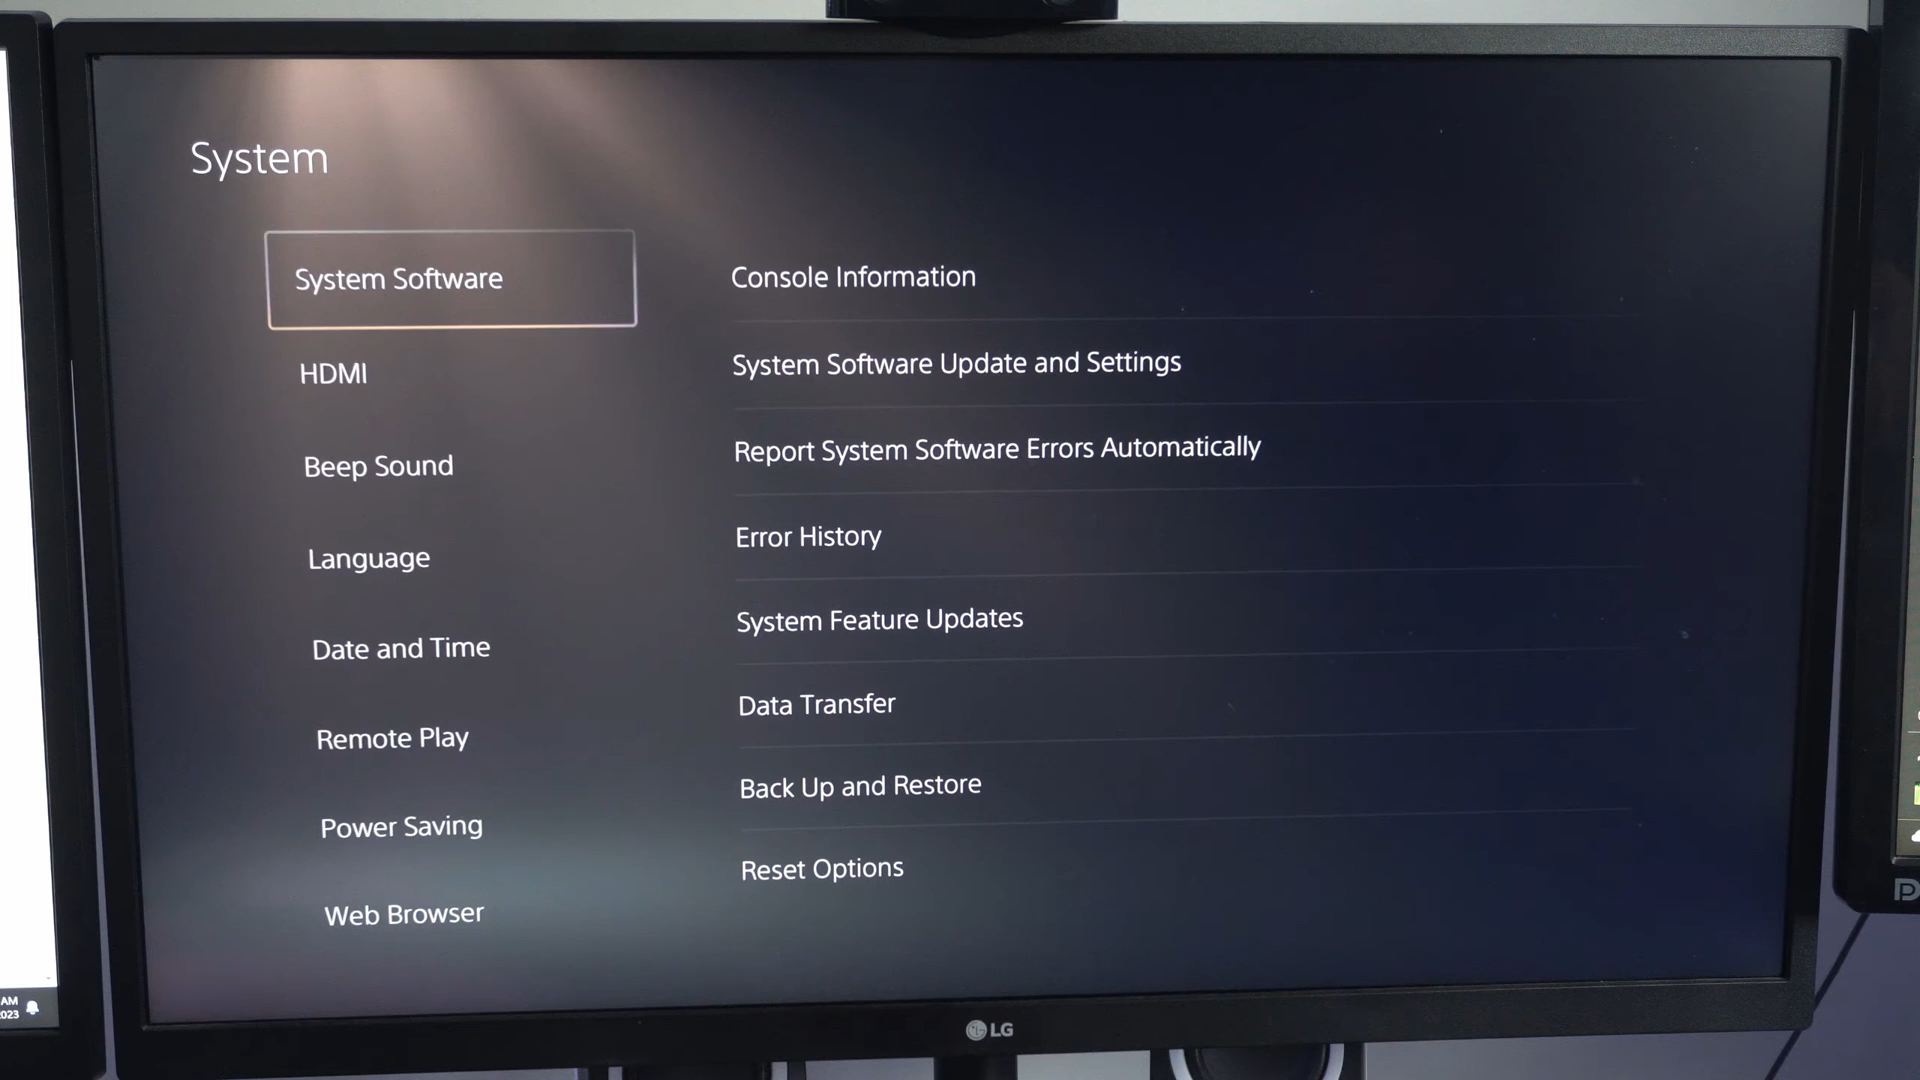 System
System Software
HDMI
Beep Sound
Language
Date and Time
Remote Play
Power Saving
Web Browser
Console Information
System Software Update and Settings
Report System Software Errors Automatically
Error History
System Feature Updates
Data Transfer
Back Up and Restore
Reset Options
AM
LG